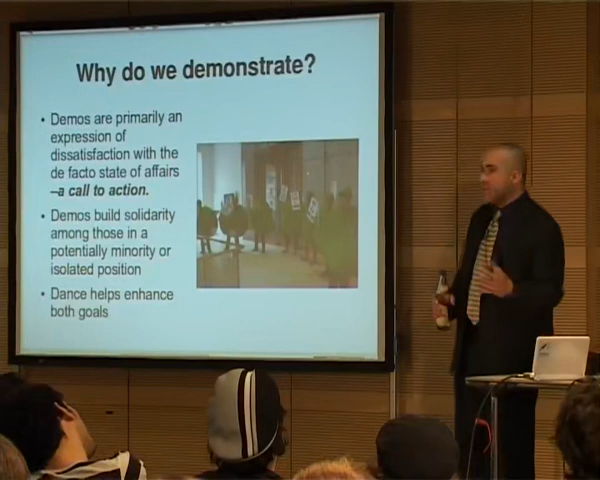 Why do we demonstrate?
• Demos are primarily an
expression of
dissatisfaction with the
de facto state of affairs
–a call to action.
• Demos build solidarity
among those in a
potentially minority or
isolated position
• Dance helps enhance
both goals